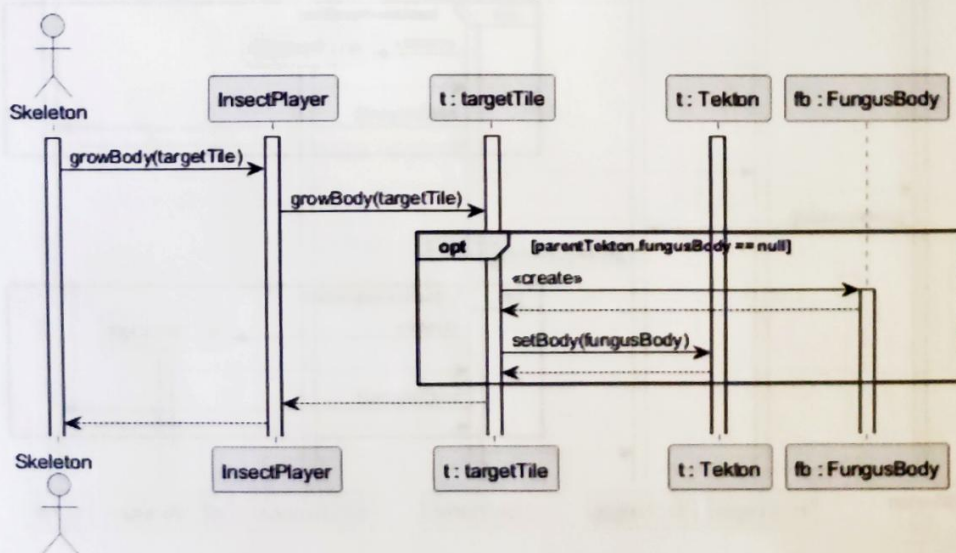 Skeleton
InsectPlayer
t : targetTile
t : Tekton
fb : FungusBody
growBody(targetTile)
growBody(targetTile)
opt
[parentTekton.fungusBody == null]
«create»
setBody(fungusBody)
Skeleton
InsectPlayer
t : targetTile
t : Tekton
fb : FungusBody